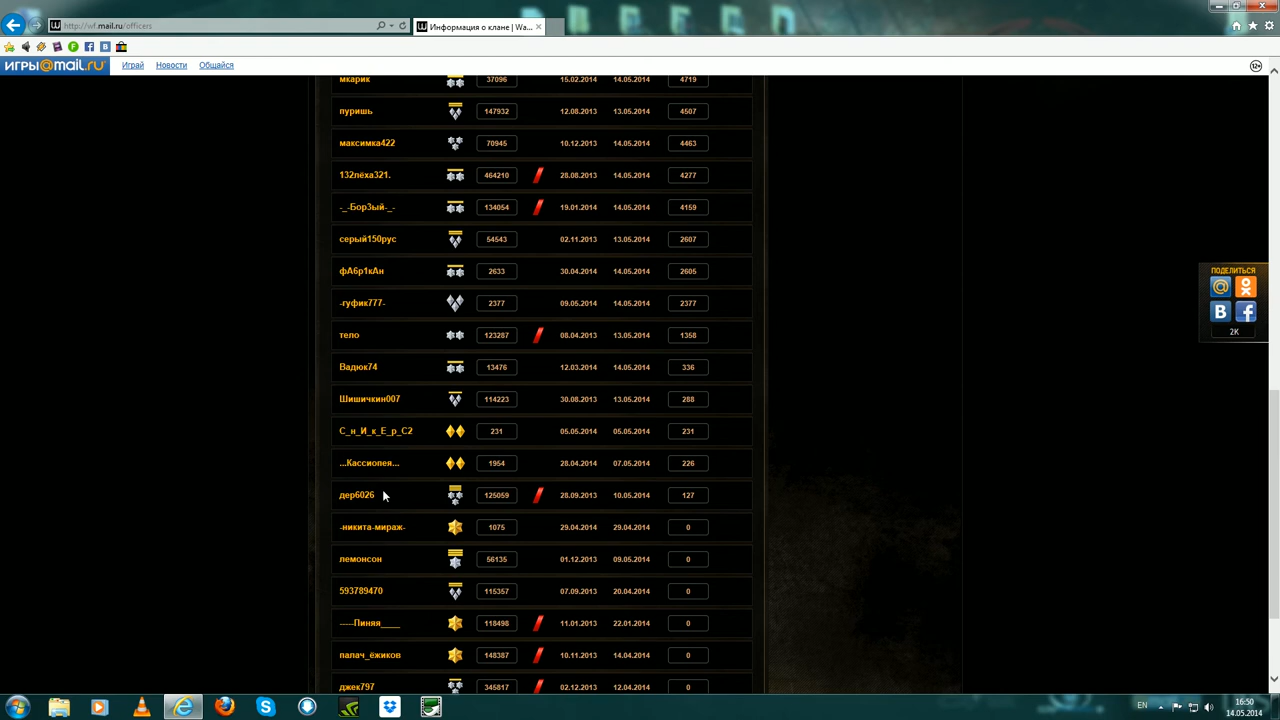 http://wf.mail.ru/officers
Информация о клане | Wa...
игры@mail.ru Играй Новости Общайся 12+
мкарик 37096 15.02.2014 14.05.2014 4719
пуришь 147932 12.08.2013 13.05.2014 4507
максимка422 70945 10.12.2013 14.05.2014 4463
132лёха321. 464210 28.08.2013 14.05.2014 4277
-_-Бор3ый-_- 134054 19.01.2014 14.05.2014 4159
серый150рус 54543 02.11.2013 13.05.2014 2607
фА6р1кАн 2633 30.04.2014 14.05.2014 2605
-гуфик777- 2377 09.05.2014 14.05.2014 2377
тело 123287 08.04.2013 13.05.2014 1358
Вадюк74 13476 12.03.2014 14.05.2014 336
Шишичкин007 114223 30.08.2013 13.05.2014 288
С_н_И_к_Е_р_С2 231 05.05.2014 05.05.2014 231
...Кассиопея... 1954 28.04.2014 07.05.2014 226
дер6026 125059 28.09.2013 10.05.2014 127
-никита-мираж- 1075 29.04.2014 29.04.2014 0
лемонсон 56135 01.12.2013 09.05.2014 0
593789470 115357 07.09.2013 20.04.2014 0
-----Пиняя____ 118498 11.01.2013 22.01.2014 0
палач_ёжиков 148387 10.11.2013 14.04.2014 0
джек797 345817 02.12.2013 12.04.2014 0
ПОДЕЛИТЬСЯ
2K
EN
16:50
14.05.2014